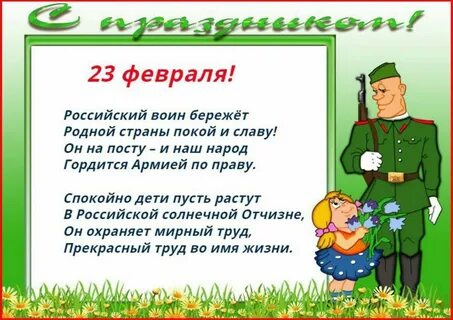 С праздником!
23 февраля!
Российский воин бережёт
Родной страны покой и славу!
Он на посту – и наш народ
Гордится Армией по праву.
Спокойно дети пусть растут
В Российской солнечной Отчизне,
Он охраняет мирный труд,
Прекрасный труд во имя жизни.